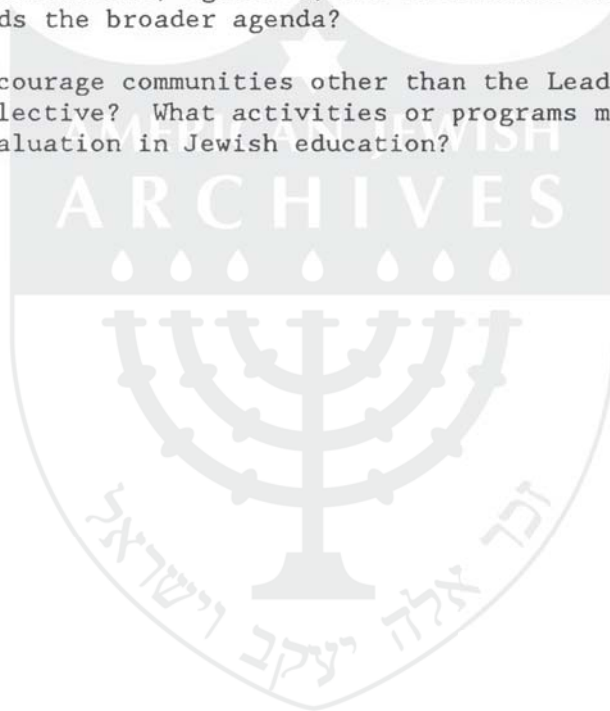 ds the broader agenda?
courage communities other than the Lead
lective? What activities or programs m
aluation in Jewish education?
AMERICAN JEWISH
ARCHIVES
זכר אלה יעקב וישראל